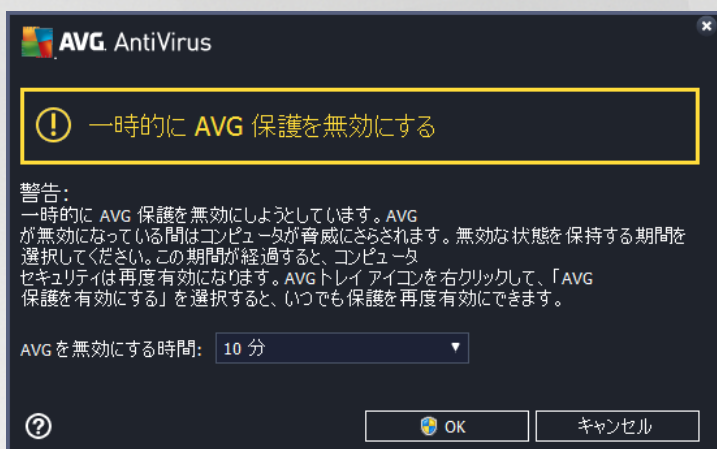 AVG. AntiVirus
一時的に AVG 保護を無効にする
警告:
一時的に AVG 保護を無効にしようとしています。AVG
が無効になっている間はコンピュータが脅威にさらされます。無効な状態を保持する期間を
選択してください。この期間が経過すると、コンピュータ
セキュリティは再度有効になります。AVGトレイ アイコンを右クリックして、「AVG
保護を有効にする」を選択すると、いつでも保護を再度有効にできます。
AVGを無効にする時間: 10 分
OK キャンセル